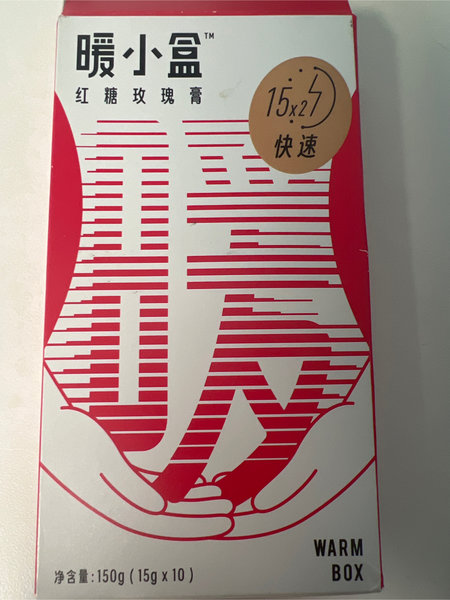 暖小盒™
红糖玫瑰膏
15x2
快速
暖
WARM
BOX
净含量:150g(15g×10)